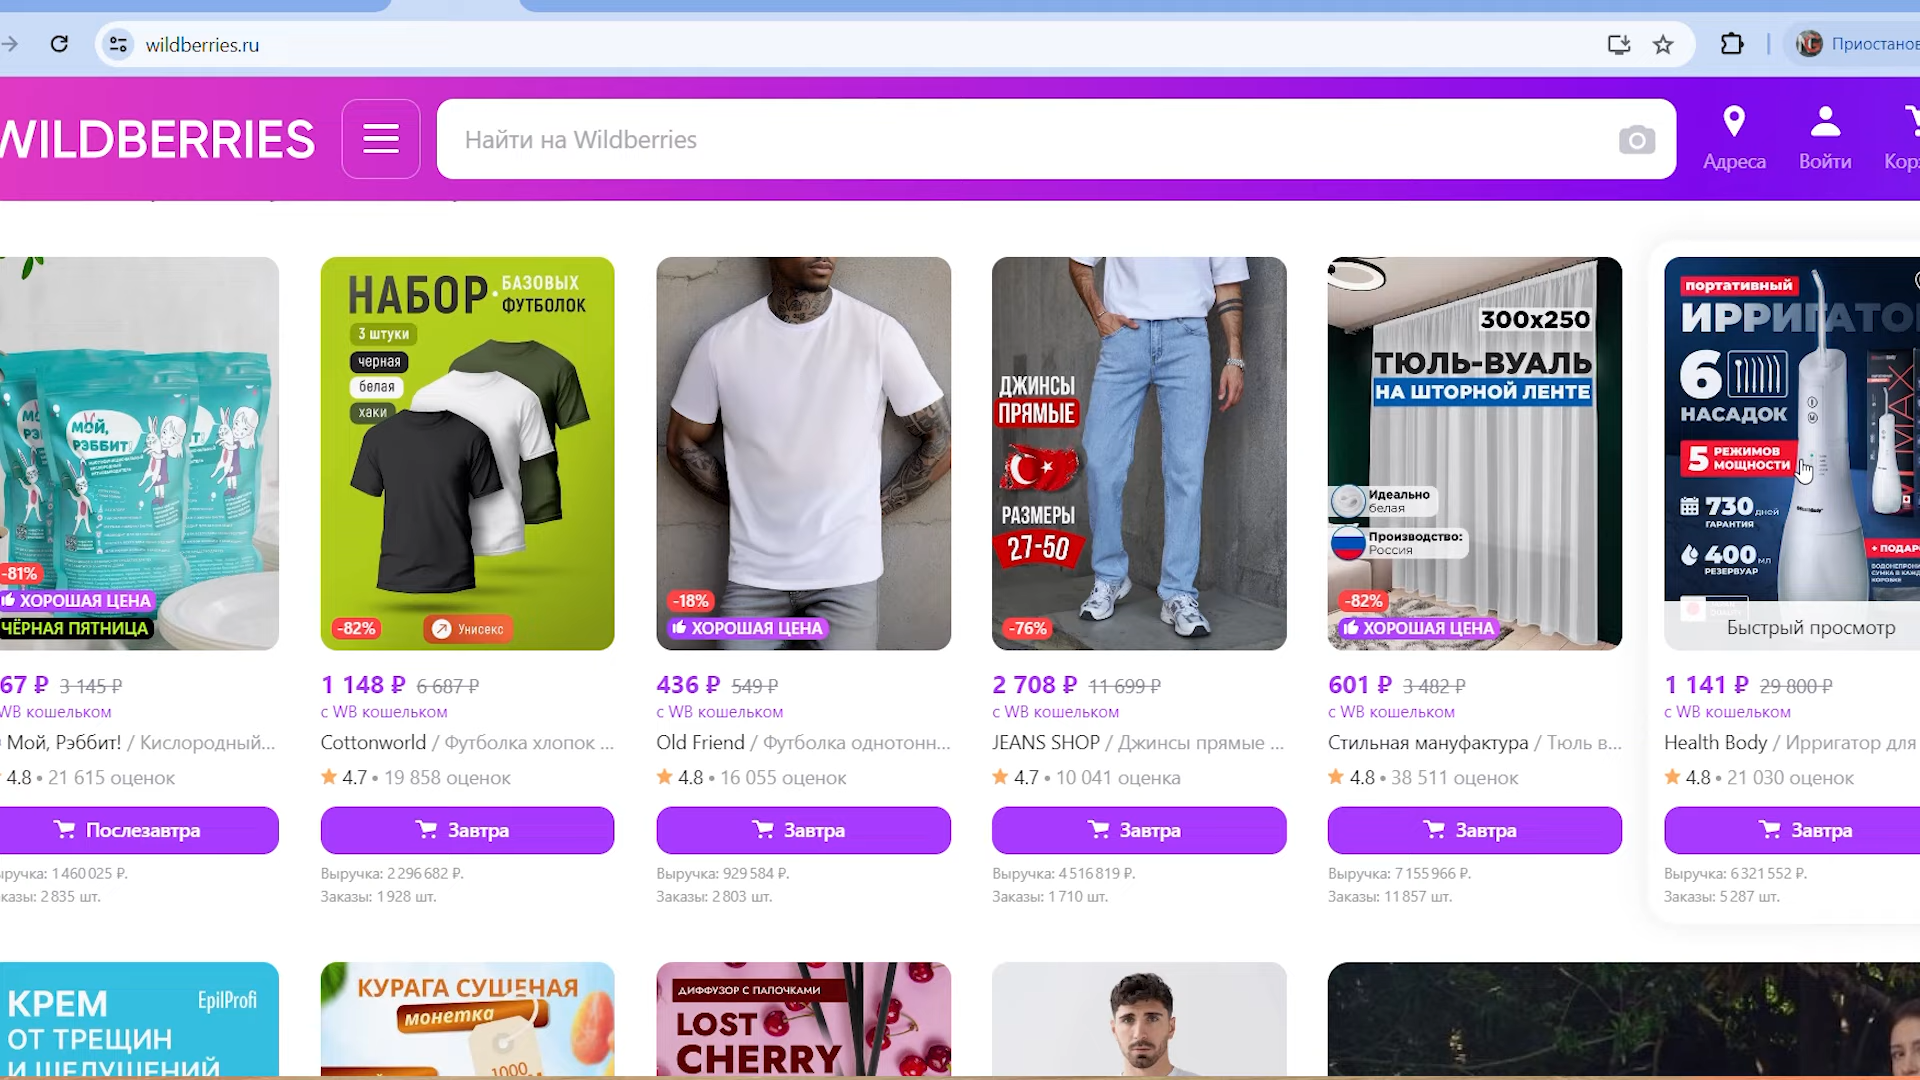 wildberries.ru
WILDBERRIES
Найти на Wildberries
Адреса
Войти
МОЙ, РЭББИТ!
-81%
ХОРОШАЯ ЦЕНА
ЧЁРНАЯ ПЯТНИЦА
НАБОР • БАЗОВЫХ ФУТБОЛОК
3 штуки
черная
белая
хаки
-82%
Унисекс
-18%
ХОРОШАЯ ЦЕНА
ДЖИНСЫ
ПРЯМЫЕ
РАЗМЕРЫ
27-50
-76%
300x250
ТЮЛЬ-ВУАЛЬ
НА ШТОРНОЙ ЛЕНТЕ
Идеально
белая
Производство:
Россия
-82%
ХОРОШАЯ ЦЕНА
портативный
ИРРИГАТО
6
НАСАДОК
5 РЕЖИМОВ МОЩНОСТИ
730 дней
ГАРАНТИЯ
400 мл
РЕЗЕРВУАР
Быстрый просмотр
67 ₽ 3 145 ₽
WB кошельком
Мой, Рэббит! / Кислородный...
4.8 • 21 615 оценок
Послезавтра
1 460 025 ₽.
2 835 шт.
1 148 ₽ 6 687 ₽
с WB кошельком
Cottonworld / Футболка хлопок ...
4.7 • 19 858 оценок
Завтра
Выручка: 2 296 682 ₽.
Заказы: 1 928 шт.
436 ₽ 549 ₽
с WB кошельком
Old Friend / Футболка однотонн...
4.8 • 16 055 оценок
Завтра
Выручка: 929 584 ₽.
Заказы: 2 803 шт.
2 708 ₽ 11 699 ₽
с WB кошельком
JEANS SHOP / Джинсы прямые ...
4.7 • 10 041 оценка
Завтра
Выручка: 4 516 819 ₽.
Заказы: 1 710 шт.
601 ₽ 3 482 ₽
с WB кошельком
Стильная мануфактура / Тюль в...
4.8 • 38 511 оценок
Завтра
Выручка: 7 155 966 ₽.
Заказы: 11 857 шт.
1 141 ₽ 29 800 ₽
с WB кошельком
Health Body / Ирригатор для
4.8 • 21 030 оценок
Завтра
Выручка: 6 321 552 ₽.
Заказы: 5 287 шт.
КРЕМ
EpilProfi
ОТ ТРЕЩИН
И ШЕЛУШЕНИЙ
КУРАГА СУШЕНАЯ
монетка
1000
ДИФФУЗОР С ПАЛОЧКАМИ
LOST
CHERRY